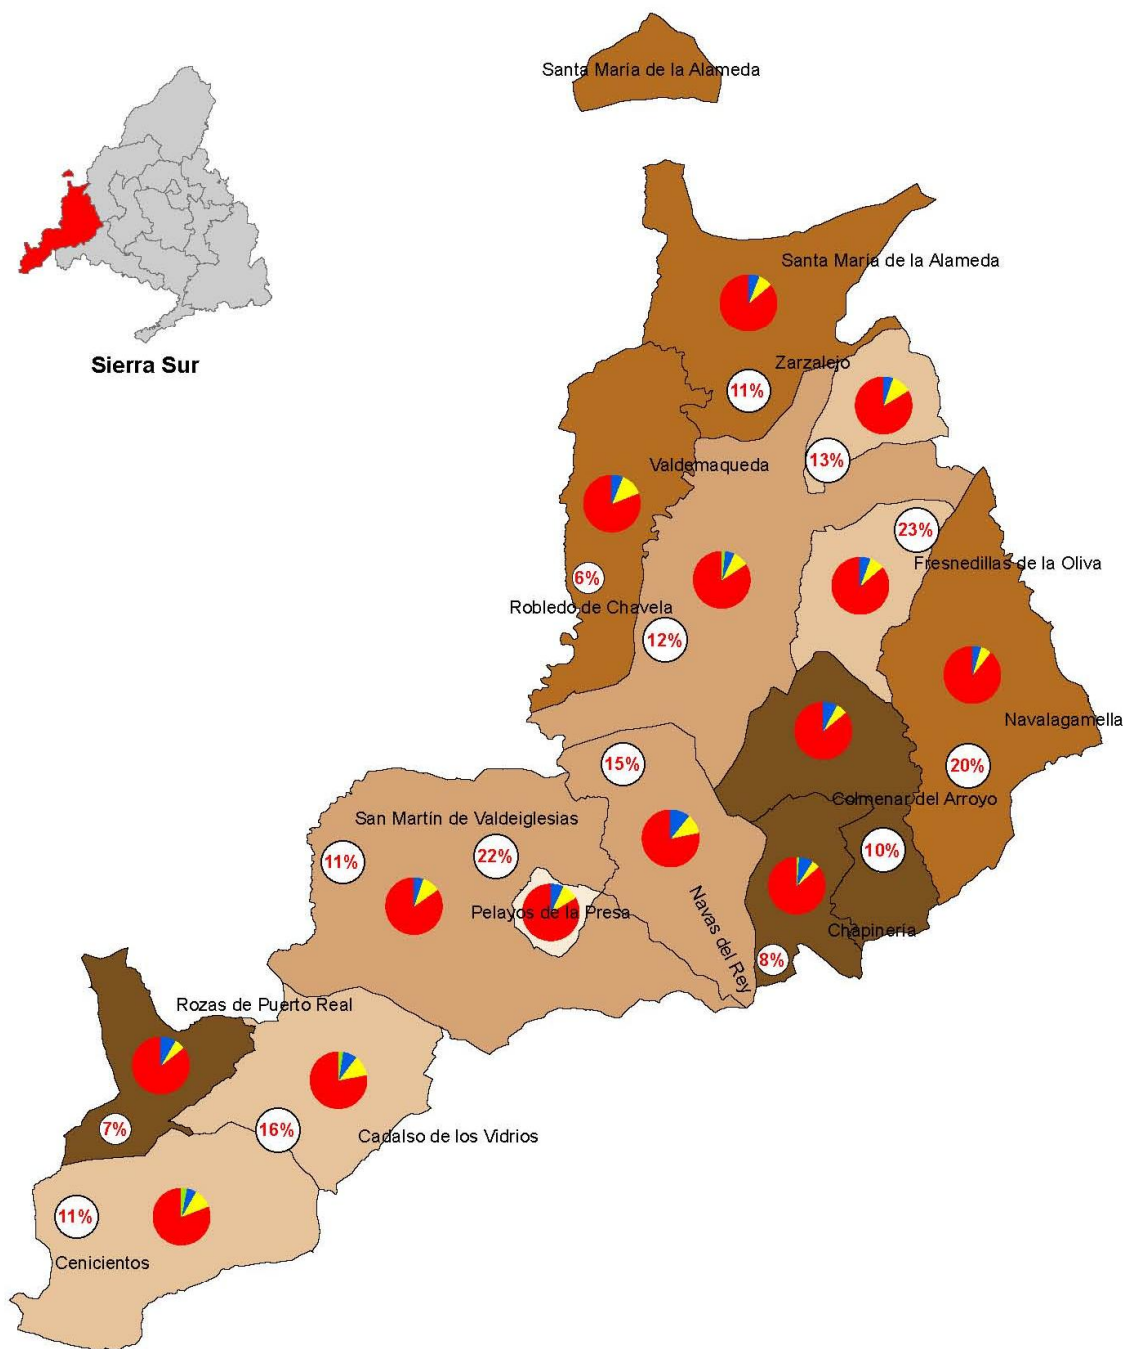 Santa María de la Alameda
Sierra Sur
Santa María de la Alameda
Zarzalejo
11%
13%
Valdemaqueda
23%
Fresnedillas de la Oliva
6%
Robledo de Chavela
12%
Navalagamella
20%
15%
Colmenar del Arroyo
San Martín de Valdeiglesias
11%
22%
10%
Pelayos de la Presa
Navas del Rey
Chapinería
8%
Rozas de Puerto Real
7%
16%
Cadalso de los Vidrios
11%
Cenicientos